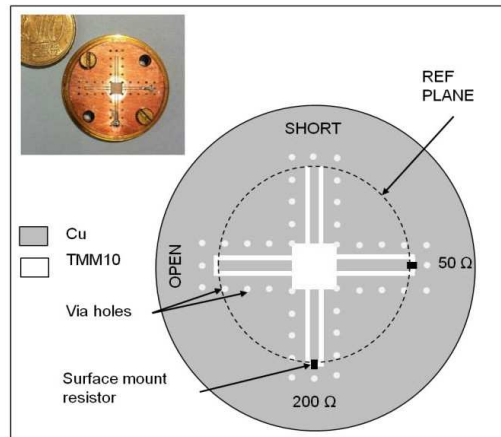 REF
PLANE
SHORT
Cu
TMM10
OPEN
50 Ω
Via holes
Surface mount
resistor
200 Ω